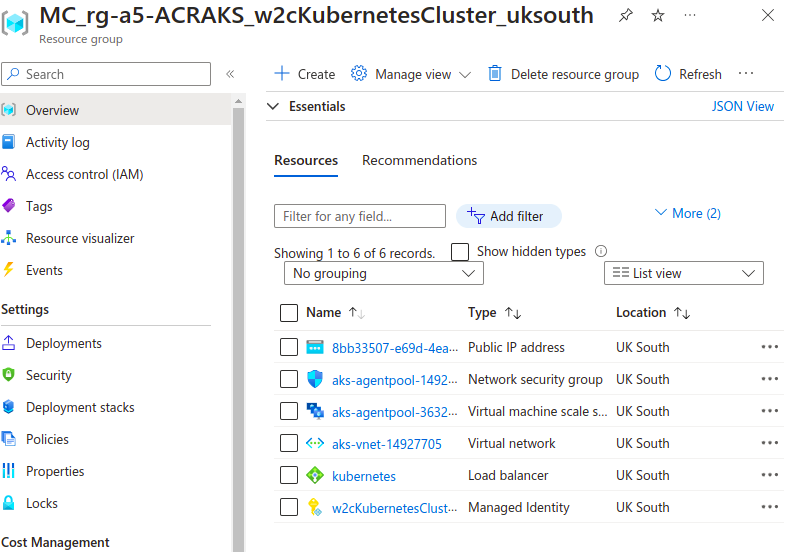 MC_rg-a5-ACRAKS_w2cKubernetesCluster_uksouth
Resource group
Search
Overview
Activity log
Access control (IAM)
Tags
Resource visualizer
Events
Settings
Deployments
Security
Deployment stacks
Policies
Properties
Locks
Cost Management
Create Manage view Delete resource group Refresh
Essentials JSON View
Resources Recommendations
Filter for any field... Add filter More (2)
Showing 1 to 6 of 6 records. Show hidden types
No grouping List view
Name Type Location
8bb33507-e69d-4ea... Public IP address UK South
aks-agentpool-1492... Network security group UK South
aks-agentpool-3632... Virtual machine scale s... UK South
aks-vnet-14927705 Virtual network UK South
kubernetes Load balancer UK South
w2cKubernetesClust... Managed Identity UK South